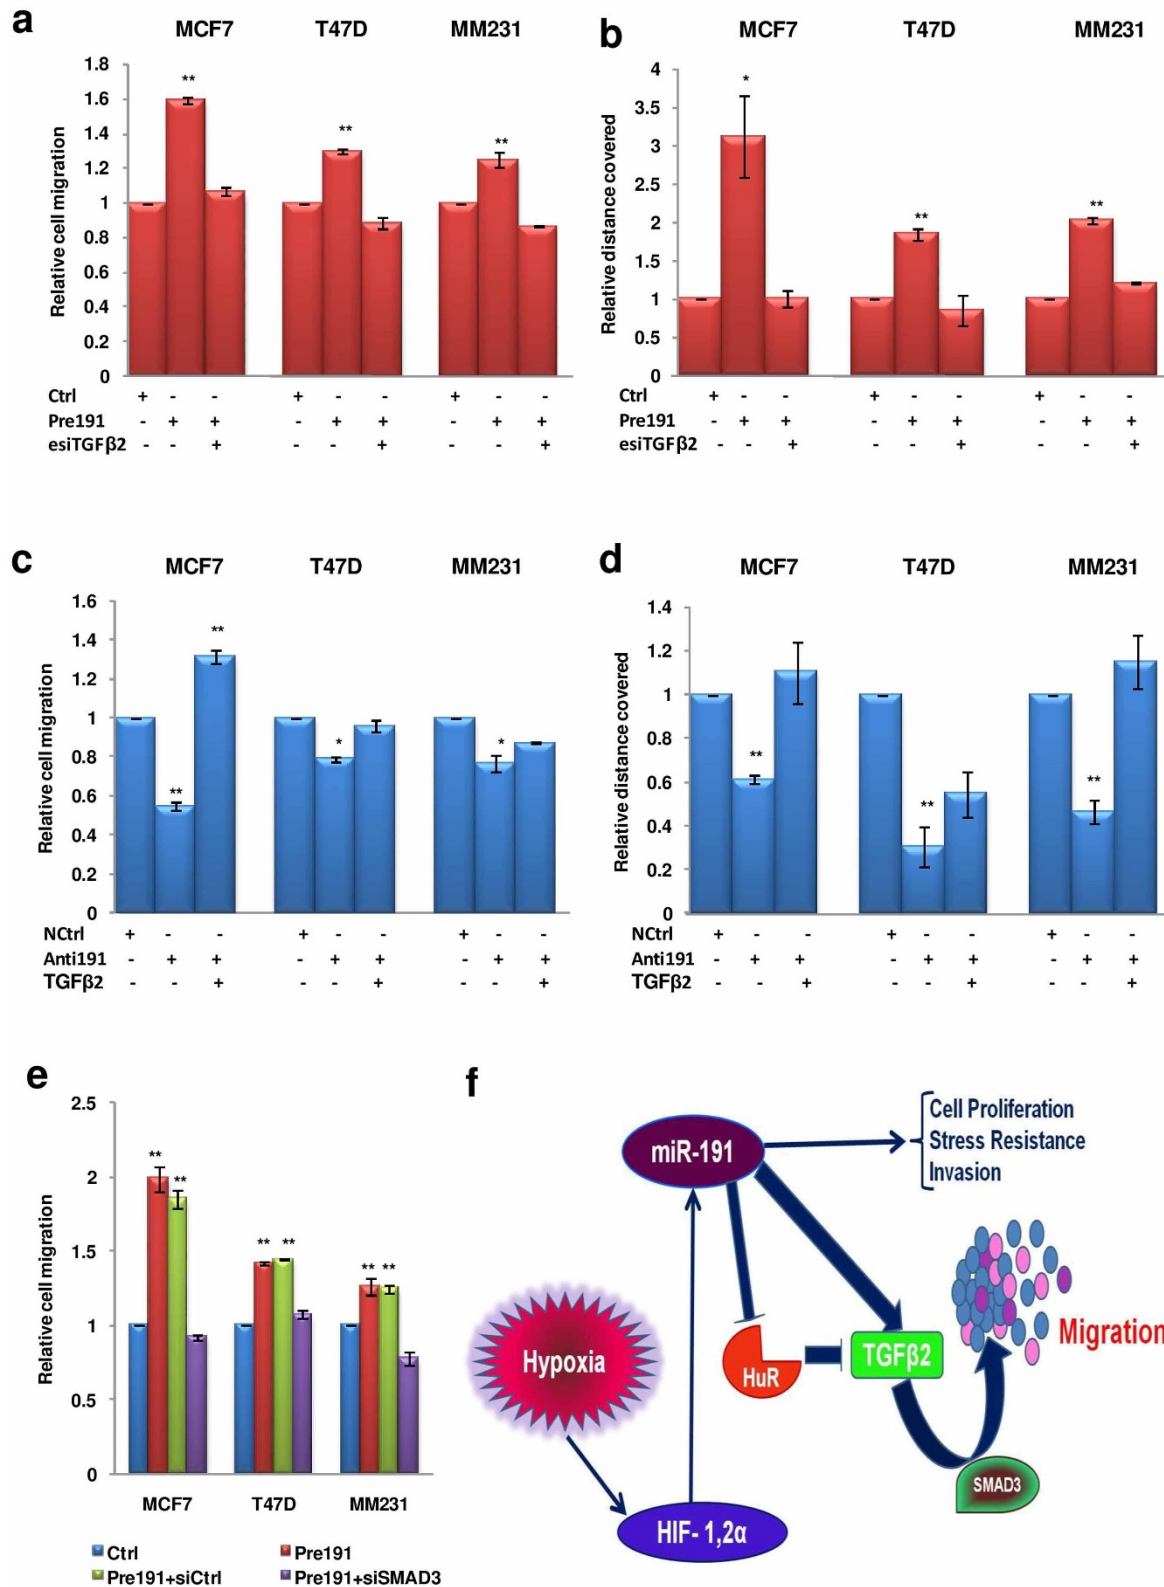 a
MCF7 T47D MM231
Relative cell migration
1.8
1.6
1.4
1.2
1
0.8
0.6
0.4
0.2
0
** ** **
Ctrl + - - + - - + - -
Pre191 - + + - + + - + +
esiTGFβ2 - - + - - + - - +
b
MCF7 T47D MM231
Relative distance covered
4
3.5
3
2.5
2
1.5
1
0.5
0
* ** **
Ctrl + - - + - - + - -
Pre191 - + + - + + - + +
esiTGFβ2 - - + - - + - - +
c
MCF7 T47D MM231
Relative cell migration
1.6
1.4
1.2
1
0.8
0.6
0.4
0.2
0
** ** * *
NCtrl + - - + - - + - -
Anti191 - + + - + + - + +
TGFβ2 - - + - - + - - +
d
MCF7 T47D MM231
Relative distance covered
1.4
1.2
1
0.8
0.6
0.4
0.2
0
** ** **
NCtrl + - - + - - + - -
Anti191 - + + - + + - + +
TGFβ2 - - + - - + - - +
e
Relative cell migration
2.5
2
1.5
1
0.5
0
** ** ** ** ** **
MCF7 T47D MM231
Ctrl Pre191
Pre191+siCtrl Pre191+siSMAD3
f
miR-191
Cell Proliferation
Stress Resistance
Invasion
Hypoxia
HuR
TGFβ2
Migration
SMAD3
HIF- 1,2α